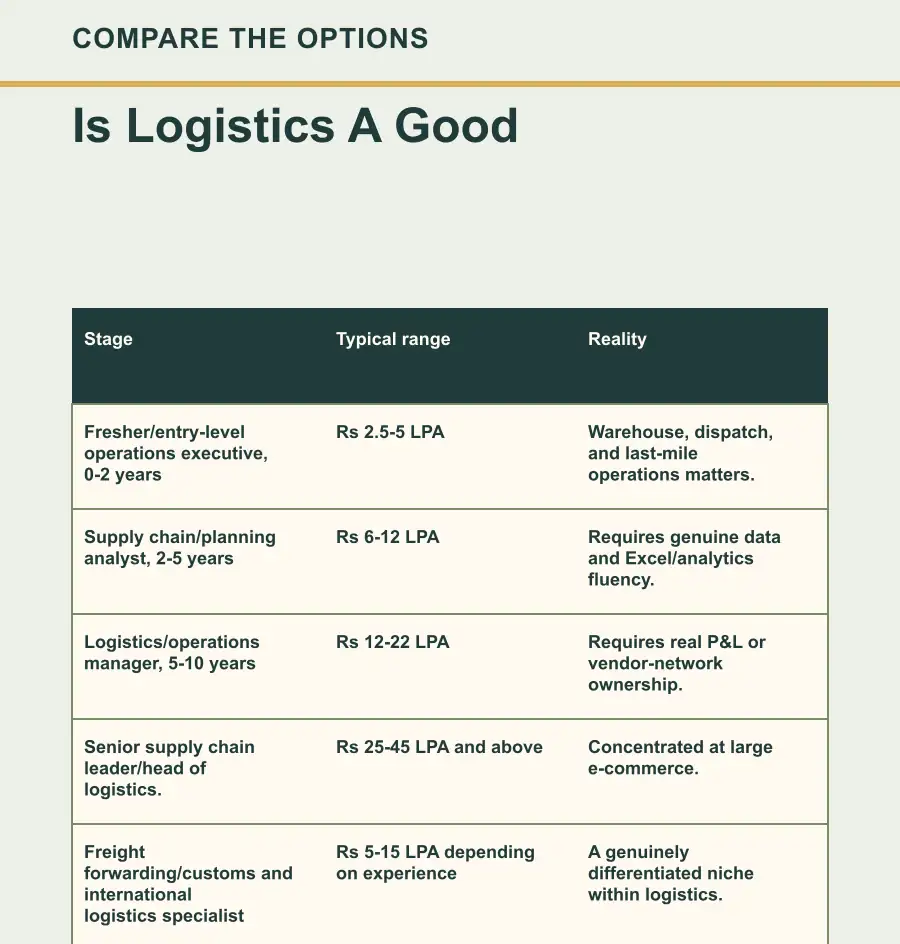 COMPARE THE OPTIONS
Is Logistics A Good
Stage
Typical range
Reality
Fresher/entry-level
operations executive,
0-2 years
Rs 2.5-5 LPA
Warehouse, dispatch,
and last-mile
operations matters.
Supply chain/planning
analyst, 2-5 years
Rs 6-12 LPA
Requires genuine data
and Excel/analytics
fluency.
Logistics/operations
manager, 5-10 years
Rs 12-22 LPA
Requires real P&L or
vendor-network
ownership.
Senior supply chain
leader/head of
logistics.
Rs 25-45 LPA and above
Concentrated at large
e-commerce.
Freight
forwarding/customs and
international
logistics specialist
Rs 5-15 LPA depending
on experience
A genuinely
differentiated niche
within logistics.